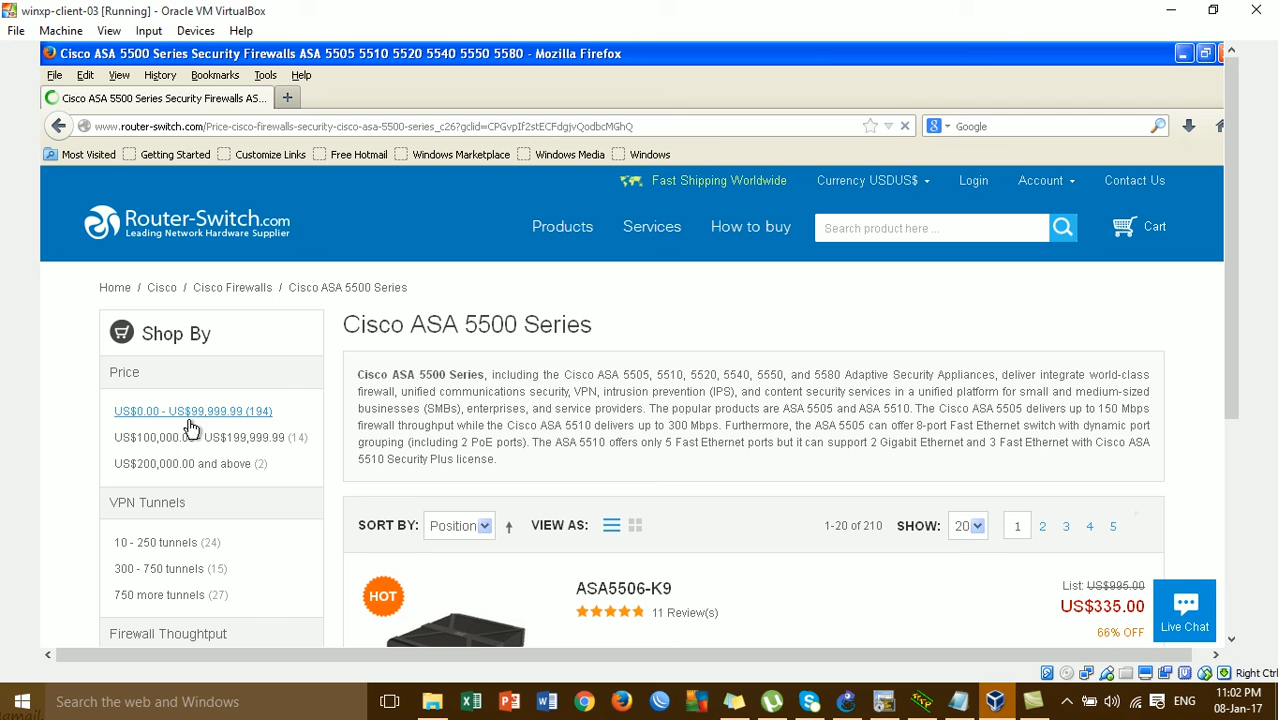 winxp-client-03 [Running] - Oracle VM VirtualBox
File Machine View Input Devices Help
Cisco ASA 5500 Series Security Firewalls ASA 5505 5510 5520 5540 5550 5580 - Mozilla Firefox
File Edit View History Bookmarks Tools Help
Cisco ASA 5500 Series Security Firewalls AS... +
www.router-switch.com/Price-cisco-firewalls-security-cisco-asa-5500-series_c26?gclid=CPGvpIf2stECFdgjvQodbcMGhQ
Google
Most Visited Getting Started Customize Links Free Hotmail Windows Marketplace Windows Media Windows
Fast Shipping Worldwide Currency USDUS$ Login Account Contact Us
Router-Switch.com
Leading Network Hardware Supplier
Products Services How to buy Search product here ... Cart
Home / Cisco / Cisco Firewalls / Cisco ASA 5500 Series
Shop By
Price
US$0.00 - US$99,999.99 (194)
US$100,000. US$199,999.99 (14)
US$200,000.00 and above (2)
VPN Tunnels
10 - 250 tunnels (24)
300 - 750 tunnels (15)
750 more tunnels (27)
Firewall Thoughtput
Cisco ASA 5500 Series
Cisco ASA 5500 Series, including the Cisco ASA 5505, 5510, 5520, 5540, 5550, and 5580 Adaptive Security Appliances, deliver integrate world-class
firewall, unified communications security, VPN, intrusion prevention (IPS), and content security services in a unified platform for small and medium-sized
businesses (SMBs), enterprises, and service providers. The popular products are ASA 5505 and ASA 5510. The Cisco ASA 5505 delivers up to 150 Mbps
firewall throughput while the Cisco ASA 5510 delivers up to 300 Mbps. Furthermore, the ASA 5505 can offer 8-port Fast Ethernet switch with dynamic port
grouping (including 2 PoE ports). The ASA 5510 offers only 5 Fast Ethernet ports but it can support 2 Gigabit Ethernet and 3 Fast Ethernet with Cisco ASA
5510 Security Plus license.
SORT BY: Position VIEW AS: 1-20 of 210 SHOW: 20 1 2 3 4 5
HOT
ASA5506-K9
11 Review(s)
List: US$995.00
US$335.00
66% OFF
Live Chat
Right Ctrl
Search the web and Windows
ENG
11:02 PM
08-Jan-17